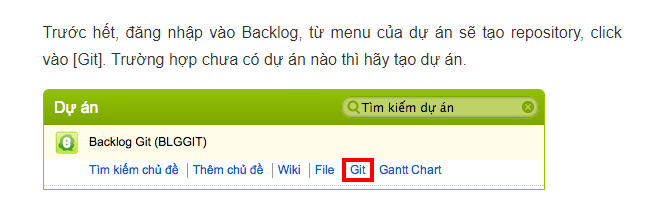 Trước hết, đăng nhập vào Backlog, từ menu của dự án sẽ tạo repository, click
vào [Git]. Trường hợp chưa có dự án nào thì hãy tạo dự án.
Dự án
Tìm kiếm dự án
Backlog Git (BLGGIT)
Tìm kiếm chủ đề Thêm chủ đề Wiki File Git Gantt Chart